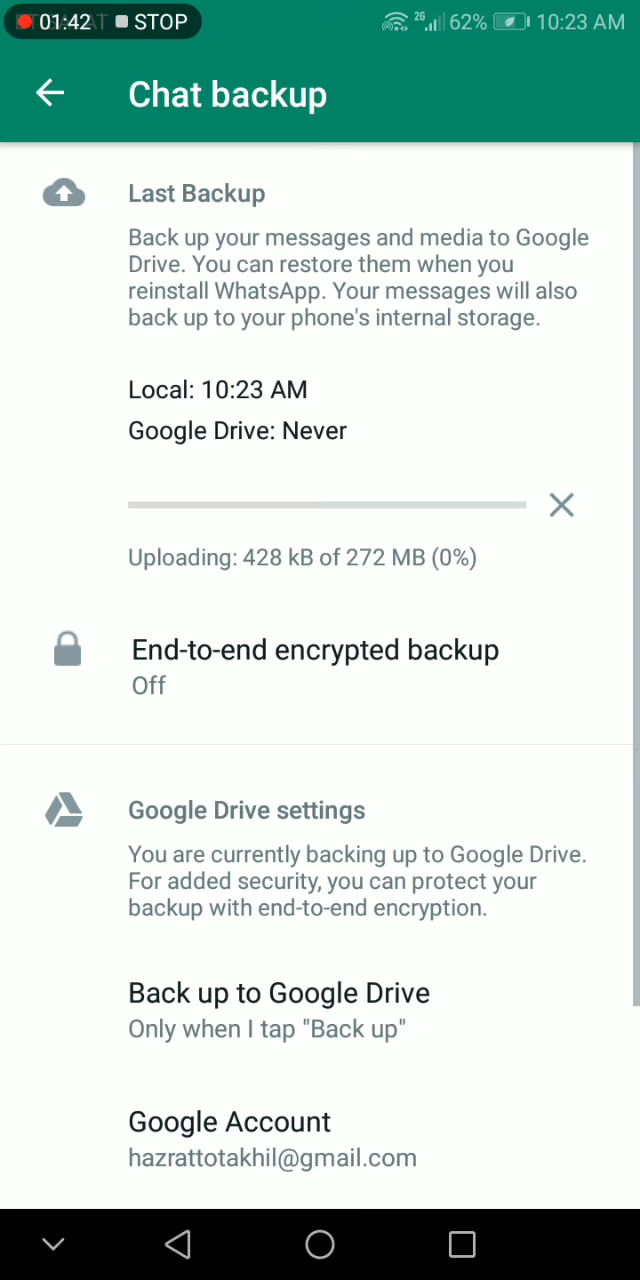 01:42 STOP 2G 62% 10:23 AM
Chat backup
Last Backup
Back up your messages and media to Google
Drive. You can restore them when you
reinstall WhatsApp. Your messages will also
back up to your phone's internal storage.
Local: 10:23 AM
Google Drive: Never
Uploading: 428 kB of 272 MB (0%)
End-to-end encrypted backup
Off
Google Drive settings
You are currently backing up to Google Drive.
For added security, you can protect your
backup with end-to-end encryption.
Back up to Google Drive
Only when I tap "Back up"
Google Account
hazrattotakhil@gmail.com